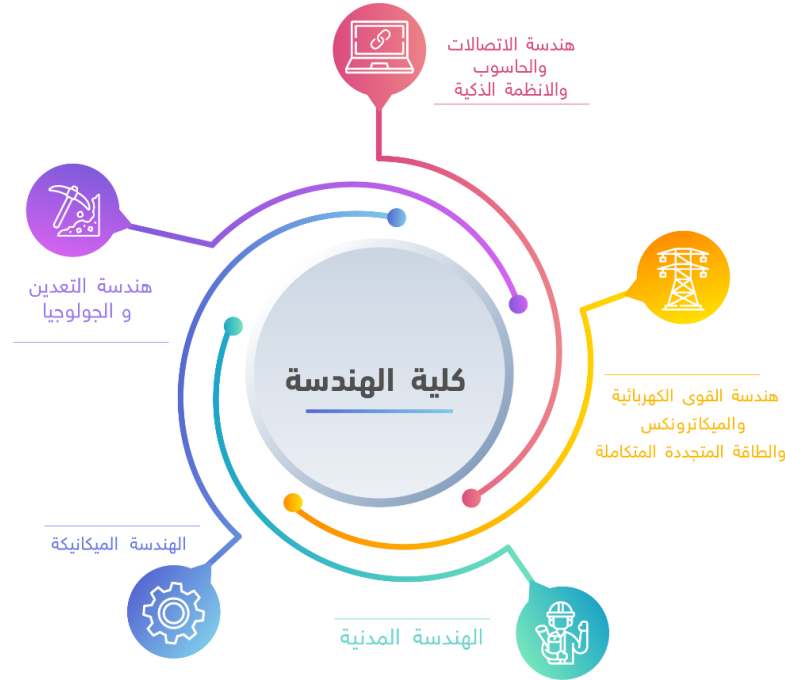 هندسة الاتصالات
والحاسوب
والانظمة الذكية
هندسة التعدين
و الجولوجيا
كلية الهندسة
هندسة القوى الكهربائية
والميكاترونكس
والطاقة المتجددة المتكاملة
الهندسة الميكانيكة
الهندسة المدنية